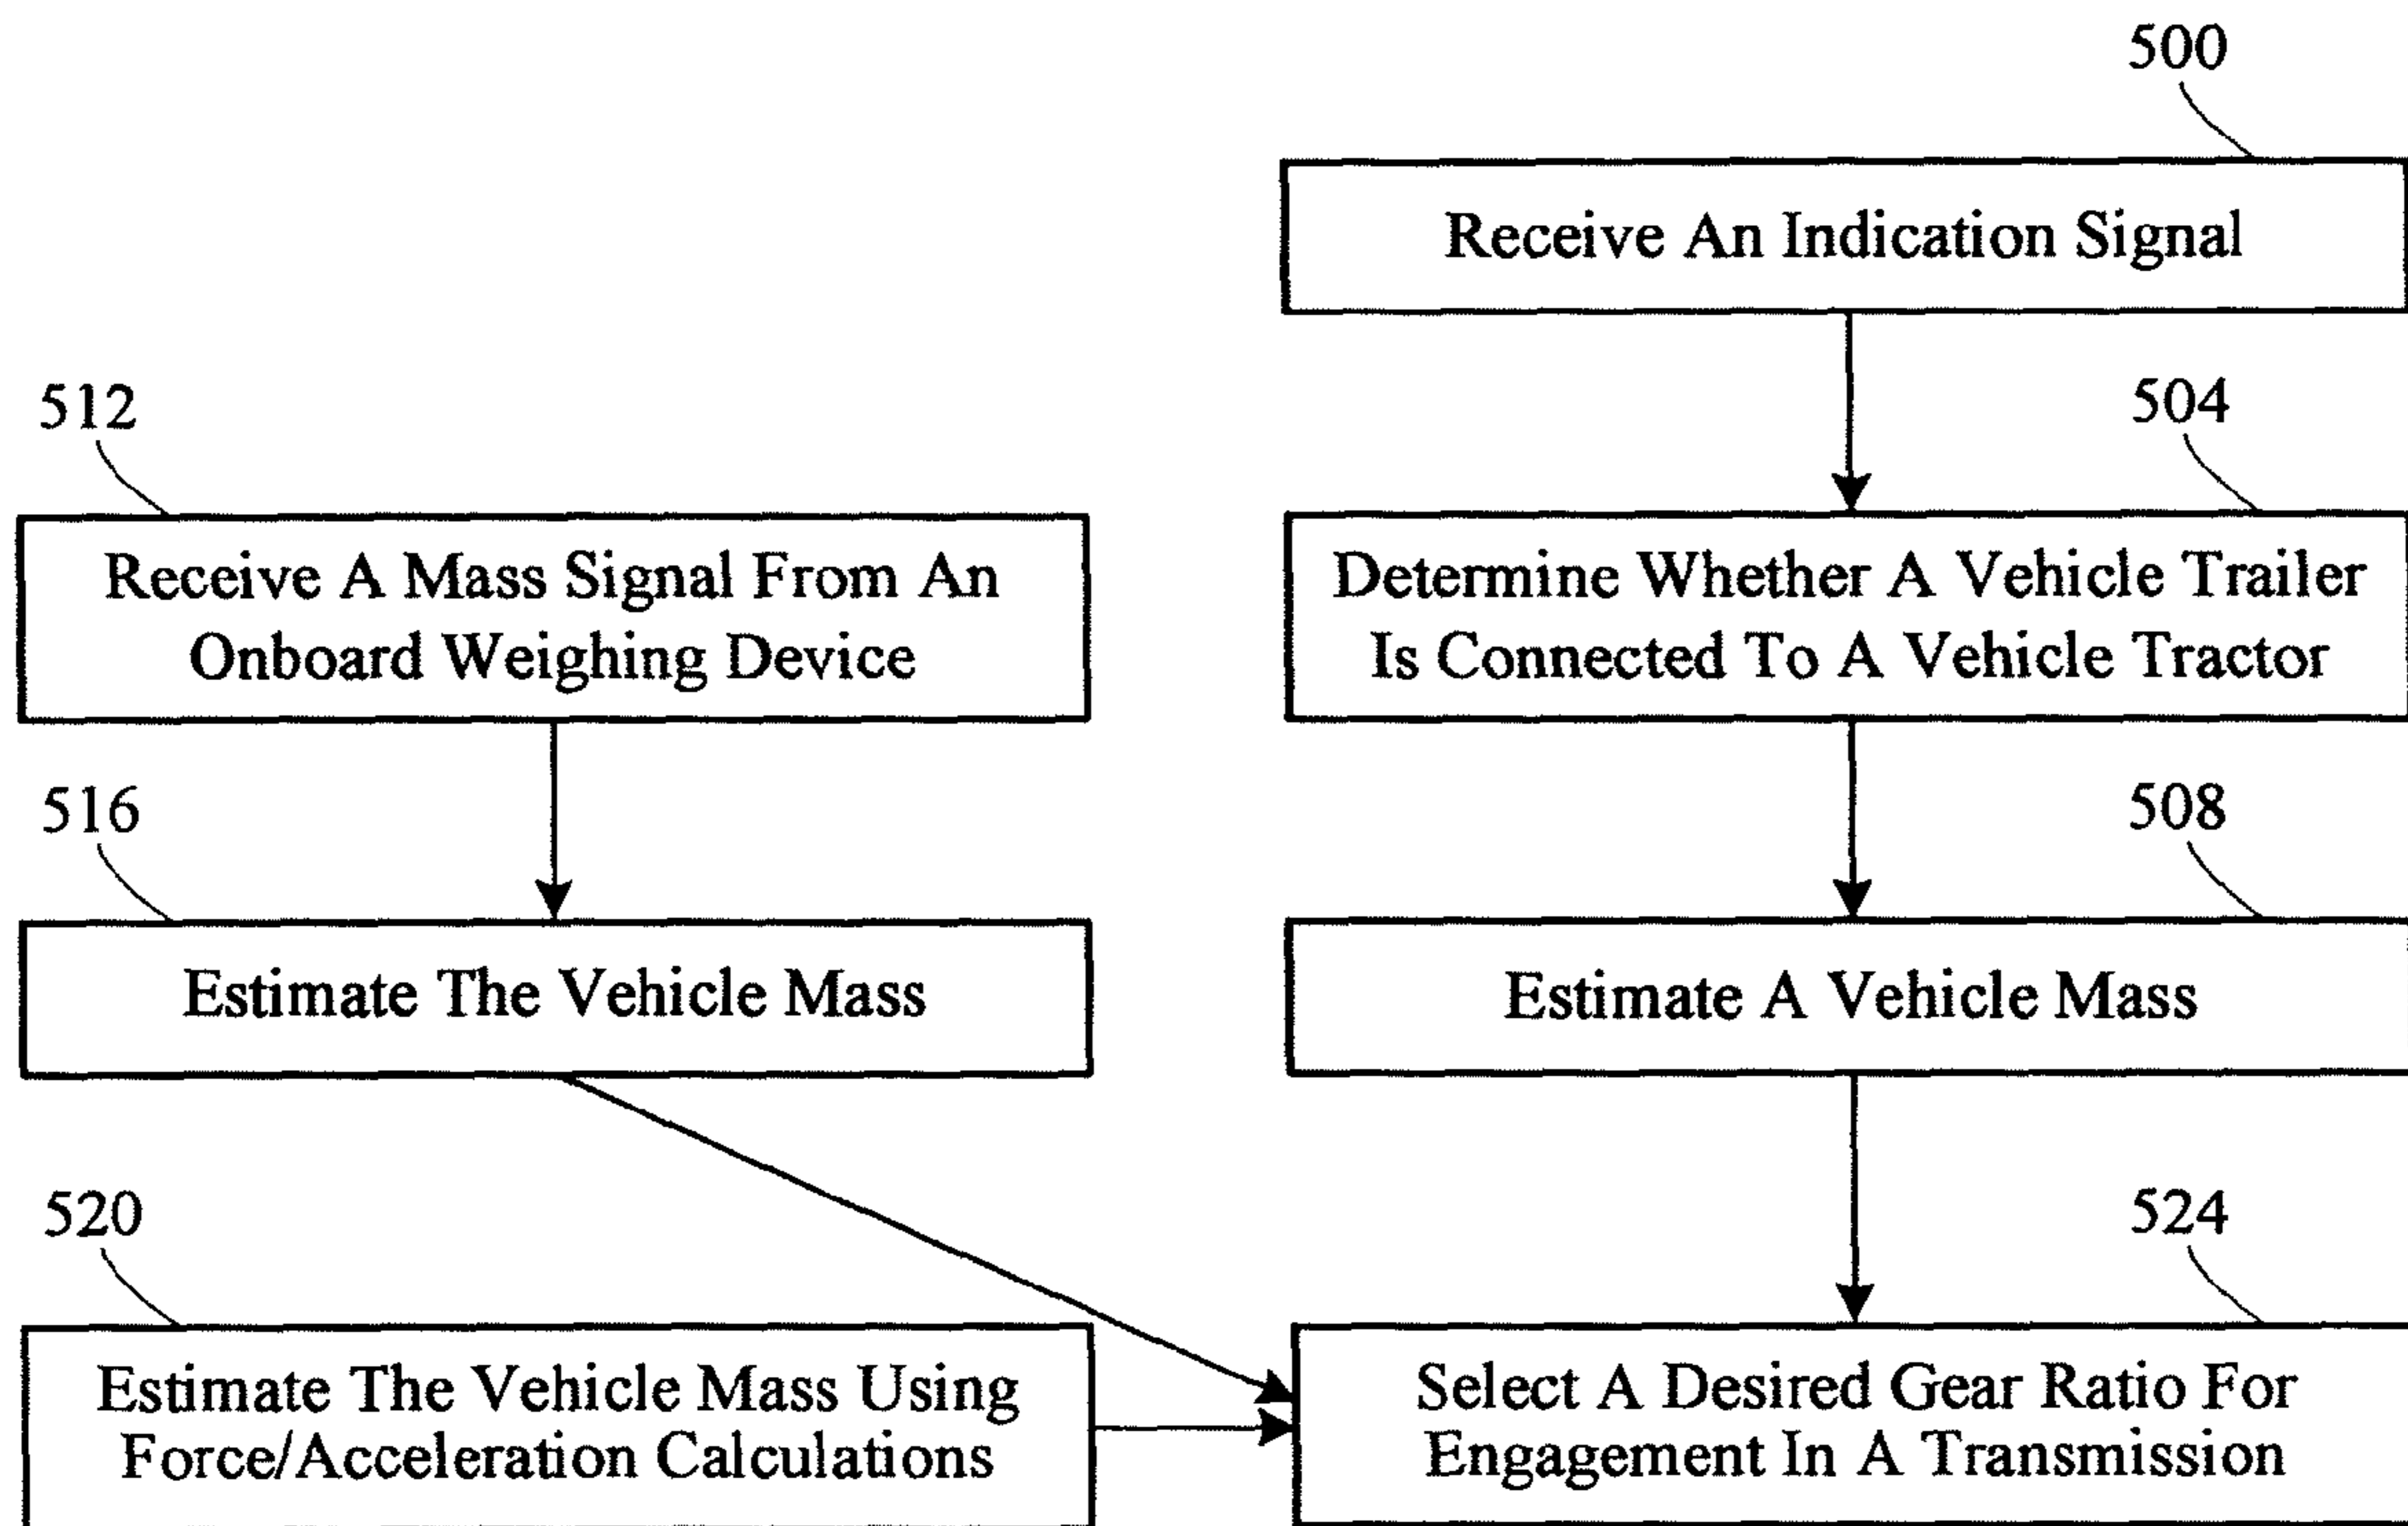 500
Receive An Indication Signal
512
504
Receive A Mass Signal From An
Onboard Weighing Device
Determine Whether A Vehicle Trailer
Is Connected To A Vehicle Tractor
516
508
Estimate The Vehicle Mass
Estimate A Vehicle Mass
520
524
Estimate The Vehicle Mass Using
Force/Acceleration Calculations
Select A Desired Gear Ratio For
Engagement In A Transmission